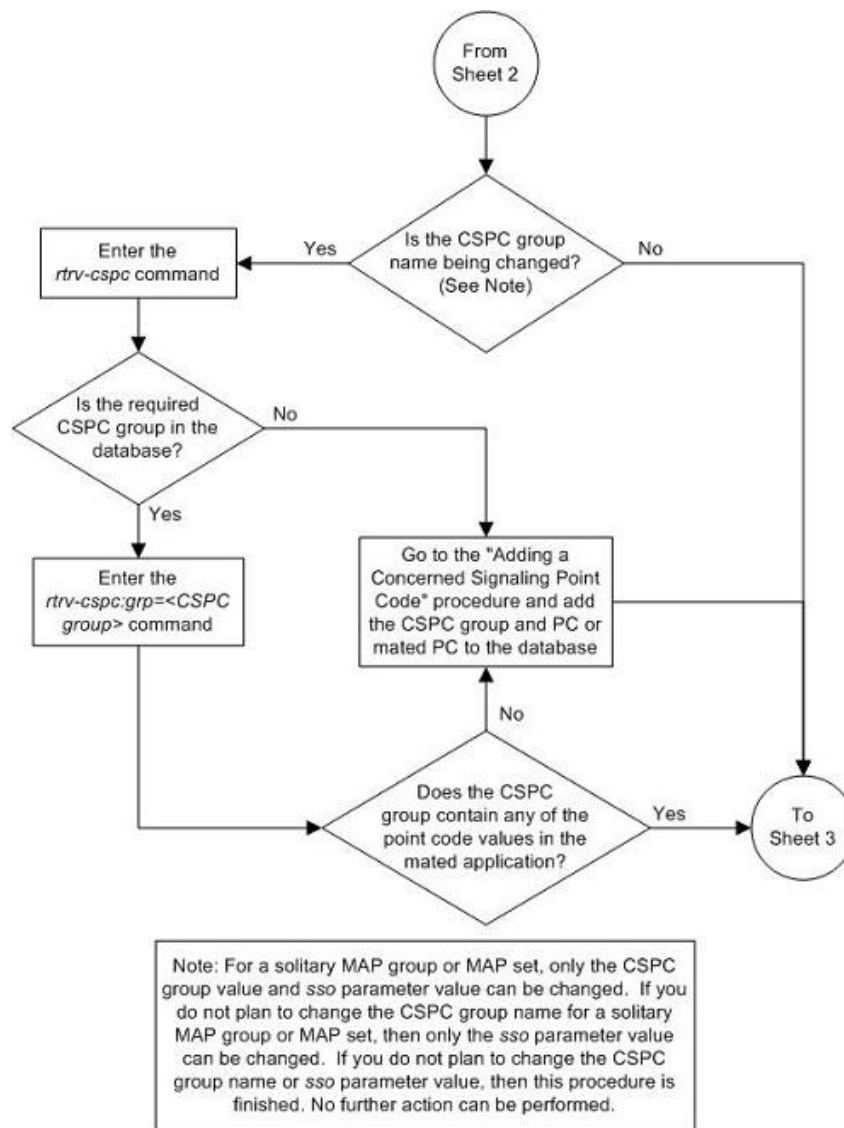 From
Sheet 2
Is the CSPC group
name being changed?
(See Note)
Yes
No
Enter the
rtrv-cspc command
Is the required
CSPC group in the
database?
No
Yes
Enter the
rtrv-cspc:grp=<CSPC
group> command
Go to the "Adding a
Concerned Signaling Point
Code" procedure and add
the CSPC group and PC or
mated PC to the database
No
Does the CSPC
group contain any of the
point code values in the
mated application?
Yes
To
Sheet 3
Note: For a solitary MAP group or MAP set, only the CSPC
group value and sso parameter value can be changed. If you
do not plan to change the CSPC group name for a solitary
MAP group or MAP set, then only the sso parameter value
can be changed. If you do not plan to change the CSPC
group name or sso parameter value, then this procedure is
finished. No further action can be performed.